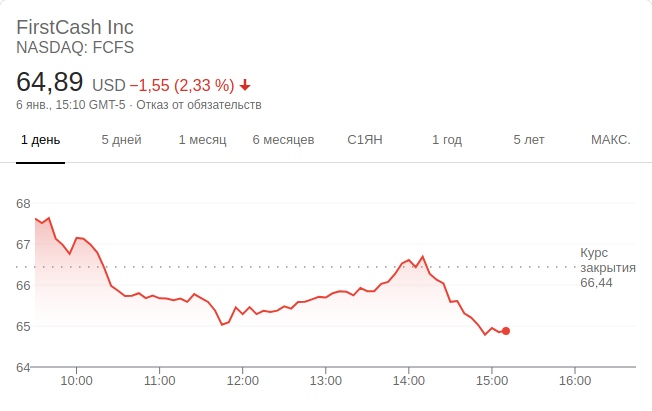 FirstCash Inc
NASDAQ: FCFS
64,89 USD −1,55 (2,33 %)
6 янв., 15:10 GMT-5 · Отказ от обязательств
1 день 5 дней 1 месяц 6 месяцев С1ЯН 1 год 5 лет МАКС.
68
67
66
65
64
Курс
закрытия
66,44
10:00 11:00 12:00 13:00 14:00 15:00 16:00